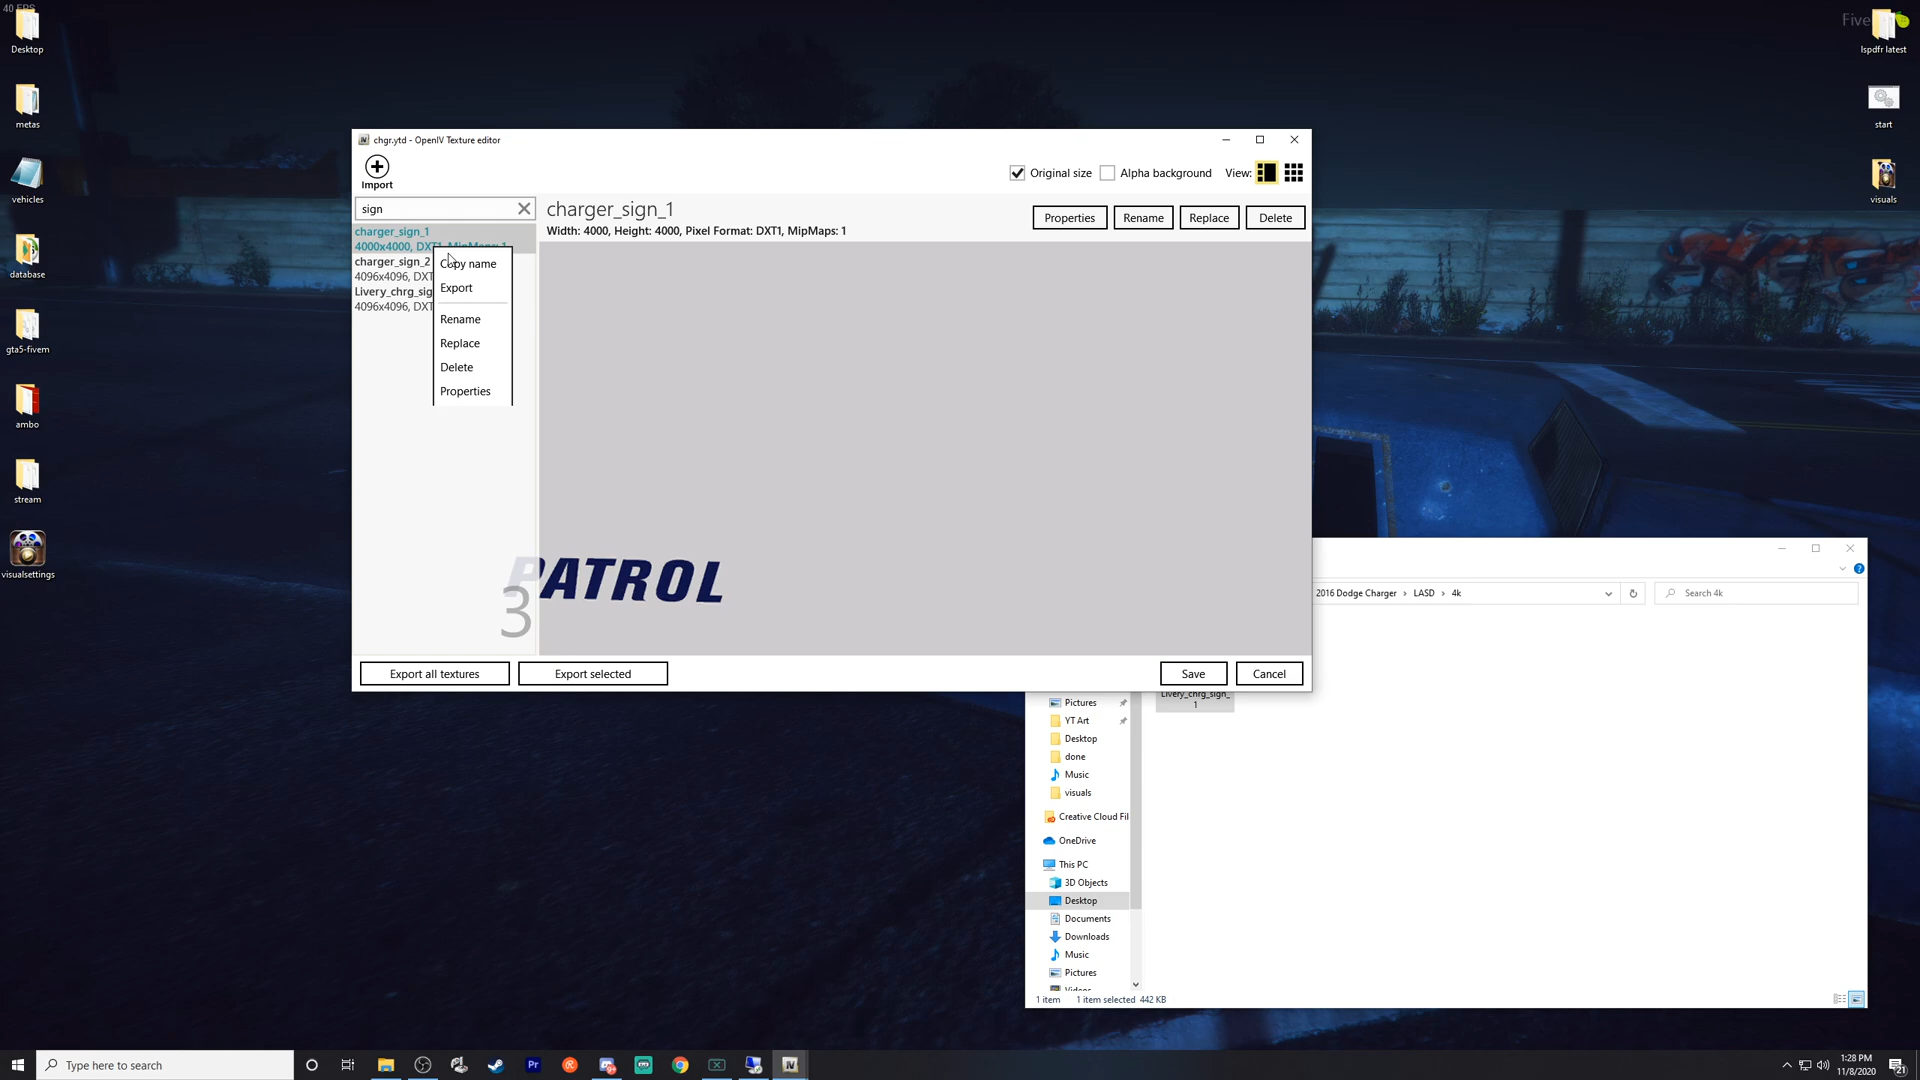 40 FPS
Desktop
metas
vehicles
database
gta5-fivem
ambo
stream
visualsettings
lspdfr latest
start
visuals
chgr.ytd - OpenIV Texture editor
Import
Original size
Alpha background
View:
sign
charger_sign_1
4000x4000, DXT1, MipMaps: 1
charger_sign_2
4096x4096, DXT
Livery_chrg_sig
4096x4096, DXT
Copy name
Export
Rename
Replace
Delete
Properties
charger_sign_1
Width: 4000, Height: 4000, Pixel Format: DXT1, MipMaps: 1
Properties
Rename
Replace
Delete
PATROL
3
Export all textures
Export selected
Save
Cancel
2016 Dodge Charger > LASD > 4k
Search 4k
Livery_chrg_sign_
1
Pictures
YT Art
Desktop
done
Music
visuals
Creative Cloud Fil
OneDrive
This PC
3D Objects
Desktop
Documents
Downloads
Music
Pictures
Videos
1 item
1 item selected 442 KB
Type here to search
Pr
1:28 PM
11/8/2020
21